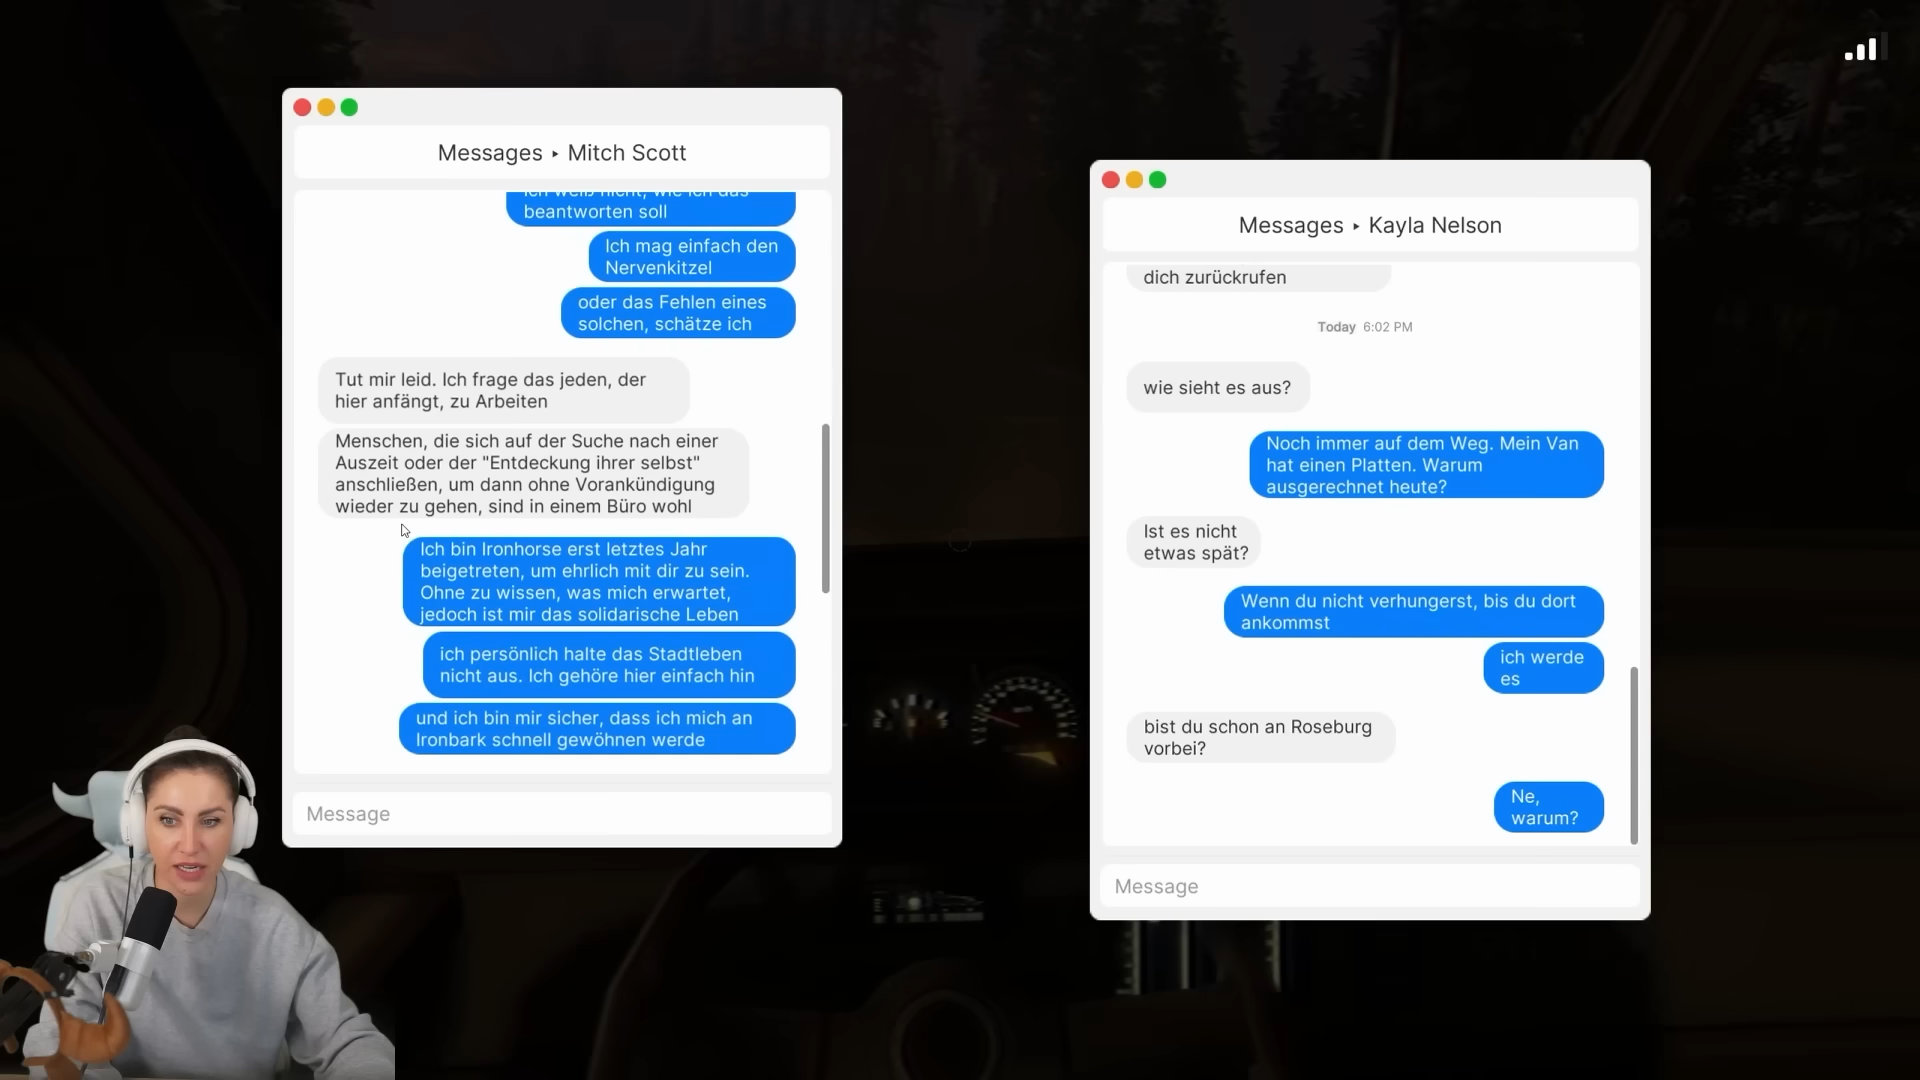 Messages ▸ Mitch Scott
Ich weiß nicht, wie ich das
beantworten soll
Ich mag einfach den
Nervenkitzel
oder das Fehlen eines
solchen, schätze ich
Tut mir leid. Ich frage das jeden, der
hier anfängt, zu Arbeiten
Menschen, die sich auf der Suche nach einer
Auszeit oder der "Entdeckung ihrer selbst"
anschließen, um dann ohne Vorankündigung
wieder zu gehen, sind in einem Büro wohl
Ich bin Ironhorse erst letztes Jahr
beigetreten, um ehrlich mit dir zu sein.
Ohne zu wissen, was mich erwartet,
jedoch ist mir das solidarische Leben
ich persönlich halte das Stadtleben
nicht aus. Ich gehöre hier einfach hin
und ich bin mir sicher, dass ich mich an
Ironbark schnell gewöhnen werde
Message
Messages ▸ Kayla Nelson
dich zurückrufen
Today 6:02 PM
wie sieht es aus?
Noch immer auf dem Weg. Mein Van
hat einen Platten. Warum
ausgerechnet heute?
Ist es nicht
etwas spät?
Wenn du nicht verhungerst, bis du dort
ankommst
ich werde
es
bist du schon an Roseburg
vorbei?
Ne,
warum?
Message